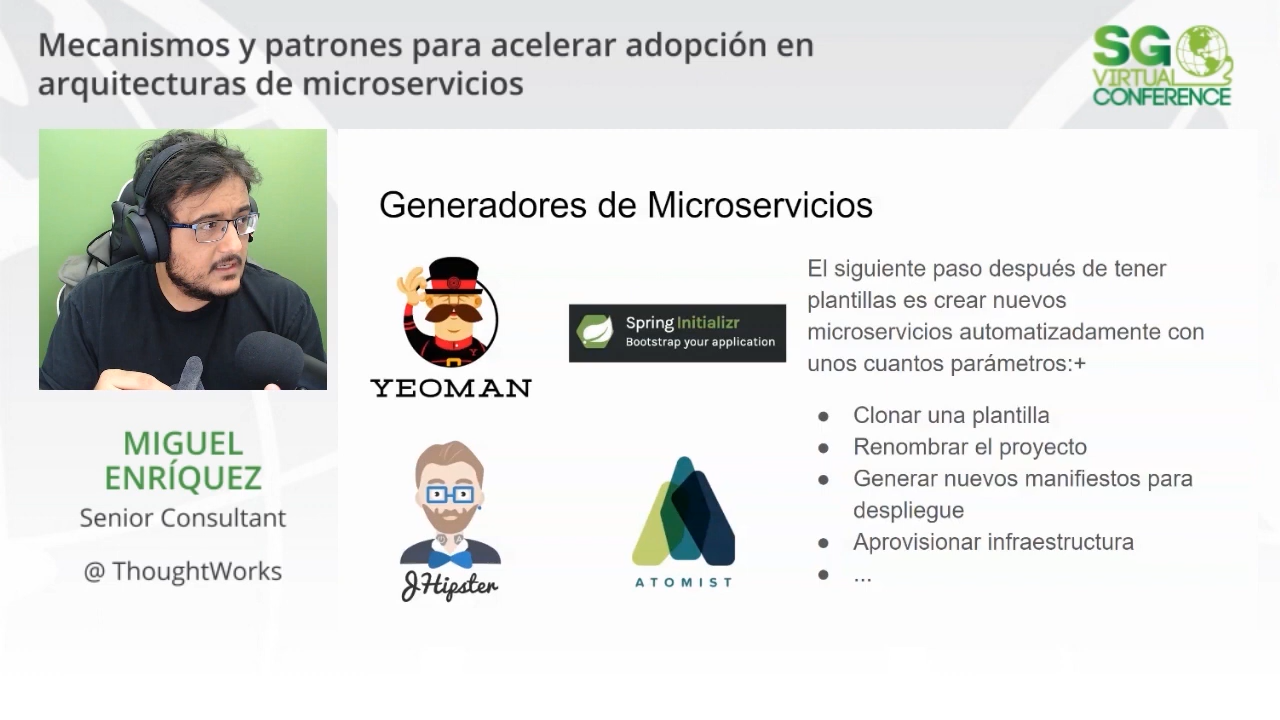 Mecanismos y patrones para acelerar adopción en
arquitecturas de microservicios
SG
VIRTUAL
CONFERENCE
MIGUEL
ENRÍQUEZ
Senior Consultant
@ ThoughtWorks
Generadores de Microservicios
YEOMAN
Spring Initializr
Bootstrap your application
JHipster
ATOMIST
El siguiente paso después de tener
plantillas es crear nuevos
microservicios automatizadamente con
unos cuantos parámetros:+
● Clonar una plantilla
● Renombrar el proyecto
● Generar nuevos manifiestos para
despliegue
● Aprovisionar infraestructura
● ...